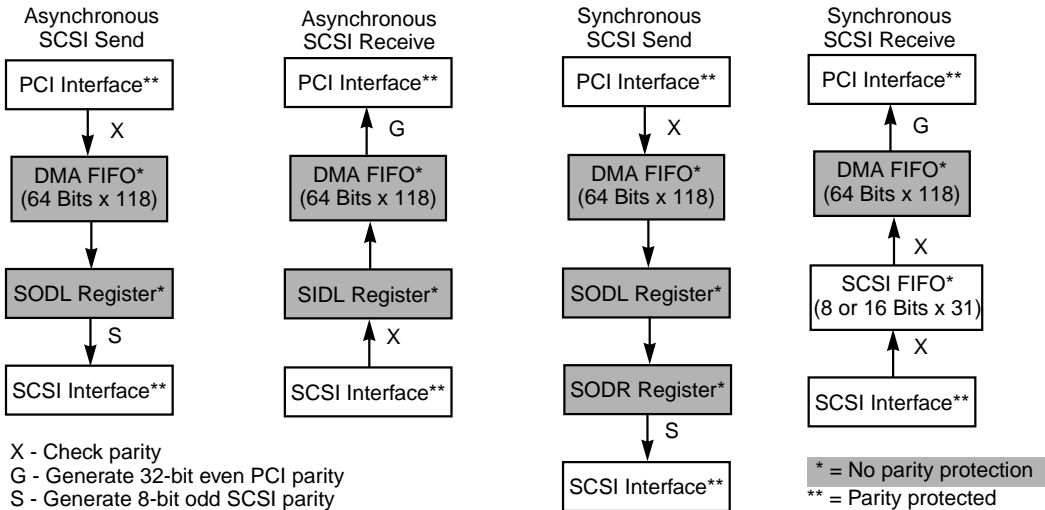 Asynchronous
SCSI Send
PCI Interface**
X
DMA FIFO*
(64 Bits x 118)
SODL Register*
S
SCSI Interface**
Asynchronous
SCSI Receive
PCI Interface**
G
DMA FIFO*
(64 Bits x 118)
SIDL Register*
X
SCSI Interface**
Synchronous
SCSI Send
PCI Interface**
X
DMA FIFO*
(64 Bits x 118)
SODL Register*
SODR Register*
S
SCSI Interface**
Synchronous
SCSI Receive
PCI Interface**
G
DMA FIFO*
(64 Bits x 118)
X
SCSI FIFO*
(8 or 16 Bits x 31)
X
SCSI Interface**
X - Check parity
G - Generate 32-bit even PCI parity
S - Generate 8-bit odd SCSI parity
* = No parity protection
** = Parity protected